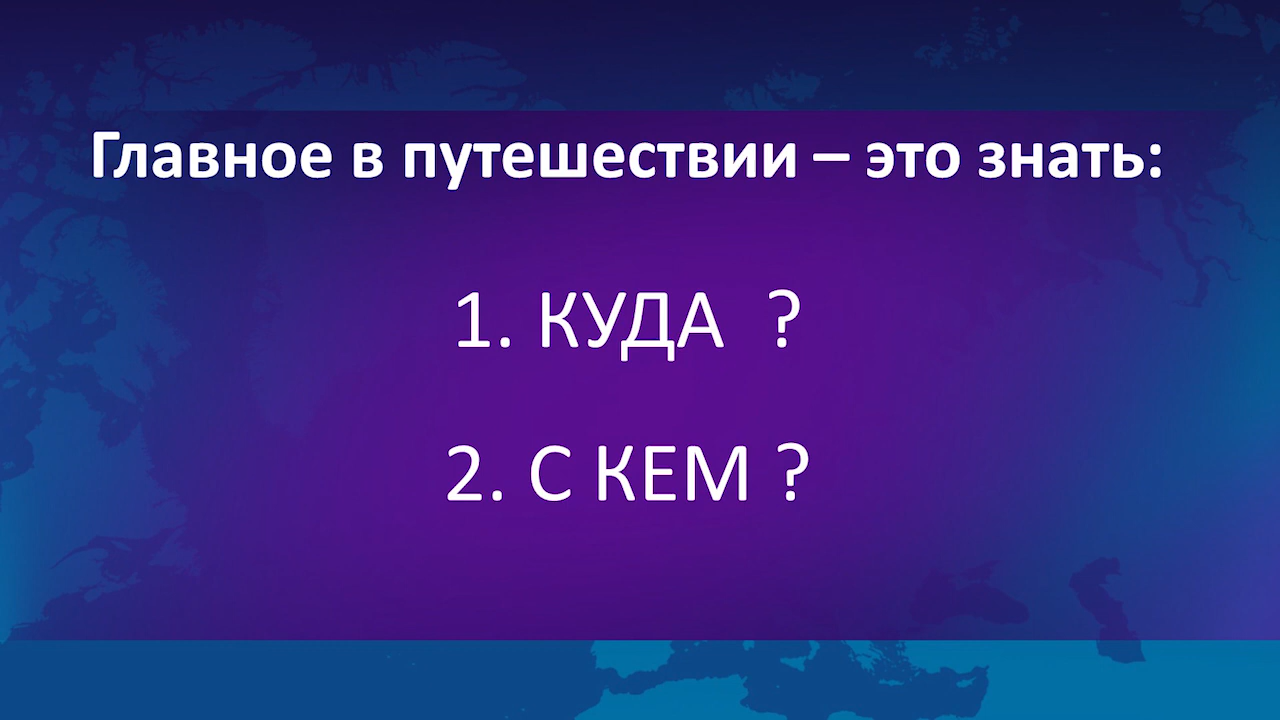 Главное в путешествии – это знать:
1. КУДА ?
2. С КЕМ ?